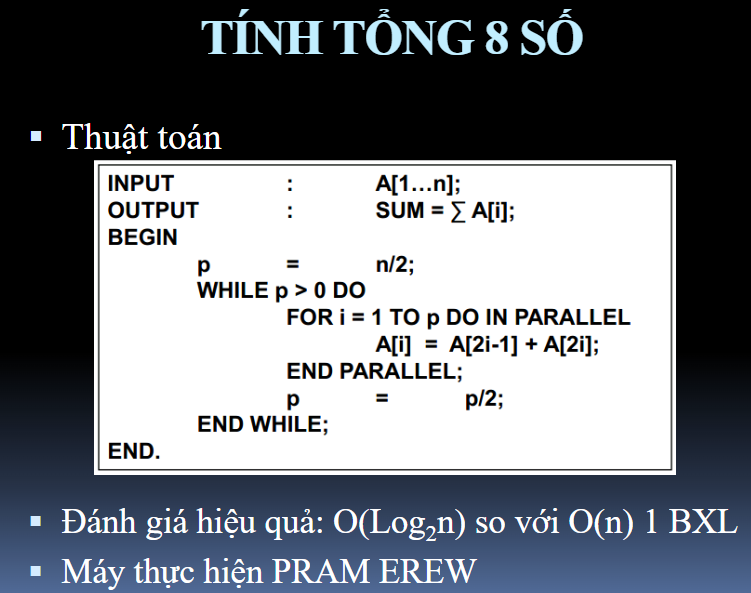 TÍNH TỔNG 8 SỐ
▪ Thuật toán
INPUT : A[1...n];
OUTPUT : SUM = ∑ A[i];
BEGIN
p = n/2;
WHILE p > 0 DO
FOR i = 1 TO p DO IN PARALLEL
A[i] = A[2i-1] + A[2i];
END PARALLEL;
p = p/2;
END WHILE;
END.
▪ Đánh giá hiệu quả: O(Log₂n) so với O(n) 1 BXL
▪ Máy thực hiện PRAM EREW